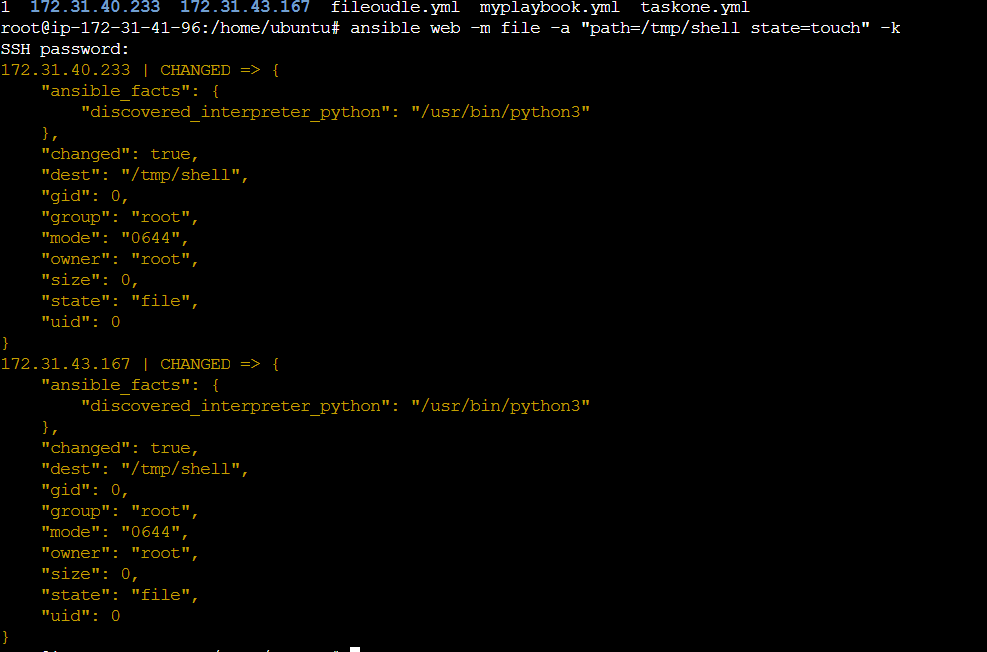 1  172.31.40.233  172.31.43.167  fileoudle.yml  myplaybook.yml  taskone.yml
root@ip-172-31-41-96:/home/ubuntu# ansible web -m file -a "path=/tmp/shell state=touch" -k
SSH password:
172.31.40.233 | CHANGED => {
    "ansible_facts": {
        "discovered_interpreter_python": "/usr/bin/python3"
    },
    "changed": true,
    "dest": "/tmp/shell",
    "gid": 0,
    "group": "root",
    "mode": "0644",
    "owner": "root",
    "size": 0,
    "state": "file",
    "uid": 0
}
172.31.43.167 | CHANGED => {
    "ansible_facts": {
        "discovered_interpreter_python": "/usr/bin/python3"
    },
    "changed": true,
    "dest": "/tmp/shell",
    "gid": 0,
    "group": "root",
    "mode": "0644",
    "owner": "root",
    "size": 0,
    "state": "file",
    "uid": 0
}